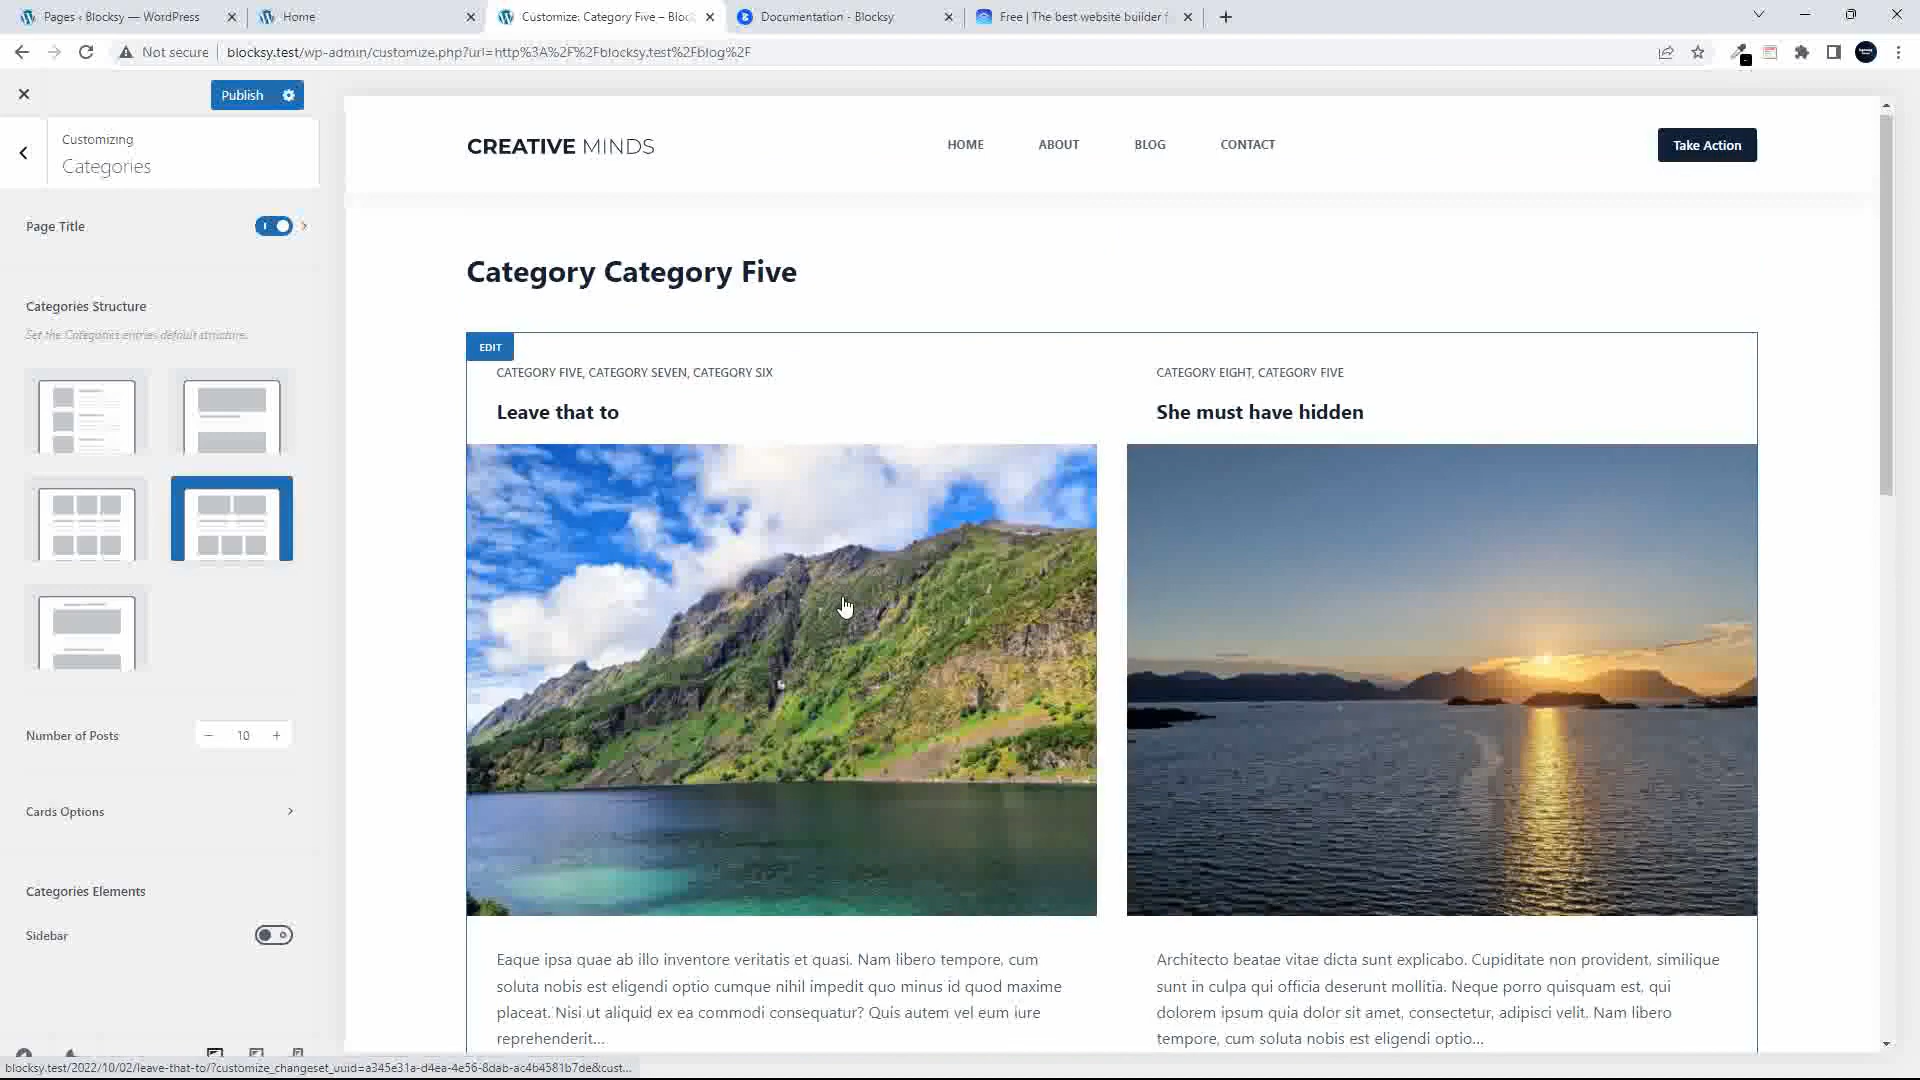 Pages ‹ Blocksy — WordPress
Home
Customize: Category Five – Bloc
Documentation - Blocksy
Free | The best website builder f
Not secure
blocksy.test/wp-admin/customize.php?url=http%3A%2F%2Fblocksy.test%2Fblog%2F
Publish
Customizing
Categories
Page Title
Categories Structure
Set the Categories entries default structure.
Number of Posts
10
Cards Options
Categories Elements
Sidebar
CREATIVE MINDS
HOME
ABOUT
BLOG
CONTACT
Take Action
Category Category Five
EDIT
CATEGORY FIVE, CATEGORY SEVEN, CATEGORY SIX
Leave that to
Eaque ipsa quae ab illo inventore veritatis et quasi. Nam libero tempore, cum
soluta nobis est eligendi optio cumque nihil impedit quo minus id quod maxime
placeat. Nisi ut aliquid ex ea commodi consequatur? Quis autem vel eum iure
reprehenderit...
CATEGORY EIGHT, CATEGORY FIVE
She must have hidden
Architecto beatae vitae dicta sunt explicabo. Cupiditate non provident, similique
sunt in culpa qui officia deserunt mollitia. Neque porro quisquam est, qui
dolorem ipsum quia dolor sit amet, consectetur, adipisci velit. Nam libero
tempore, cum soluta nobis est eligendi optio...
blocksy.test/2022/10/02/leave-that-to/?customize_changeset_uuid=a345e31a-d4ea-4e56-8dab-ac4b4581b7de&cust...